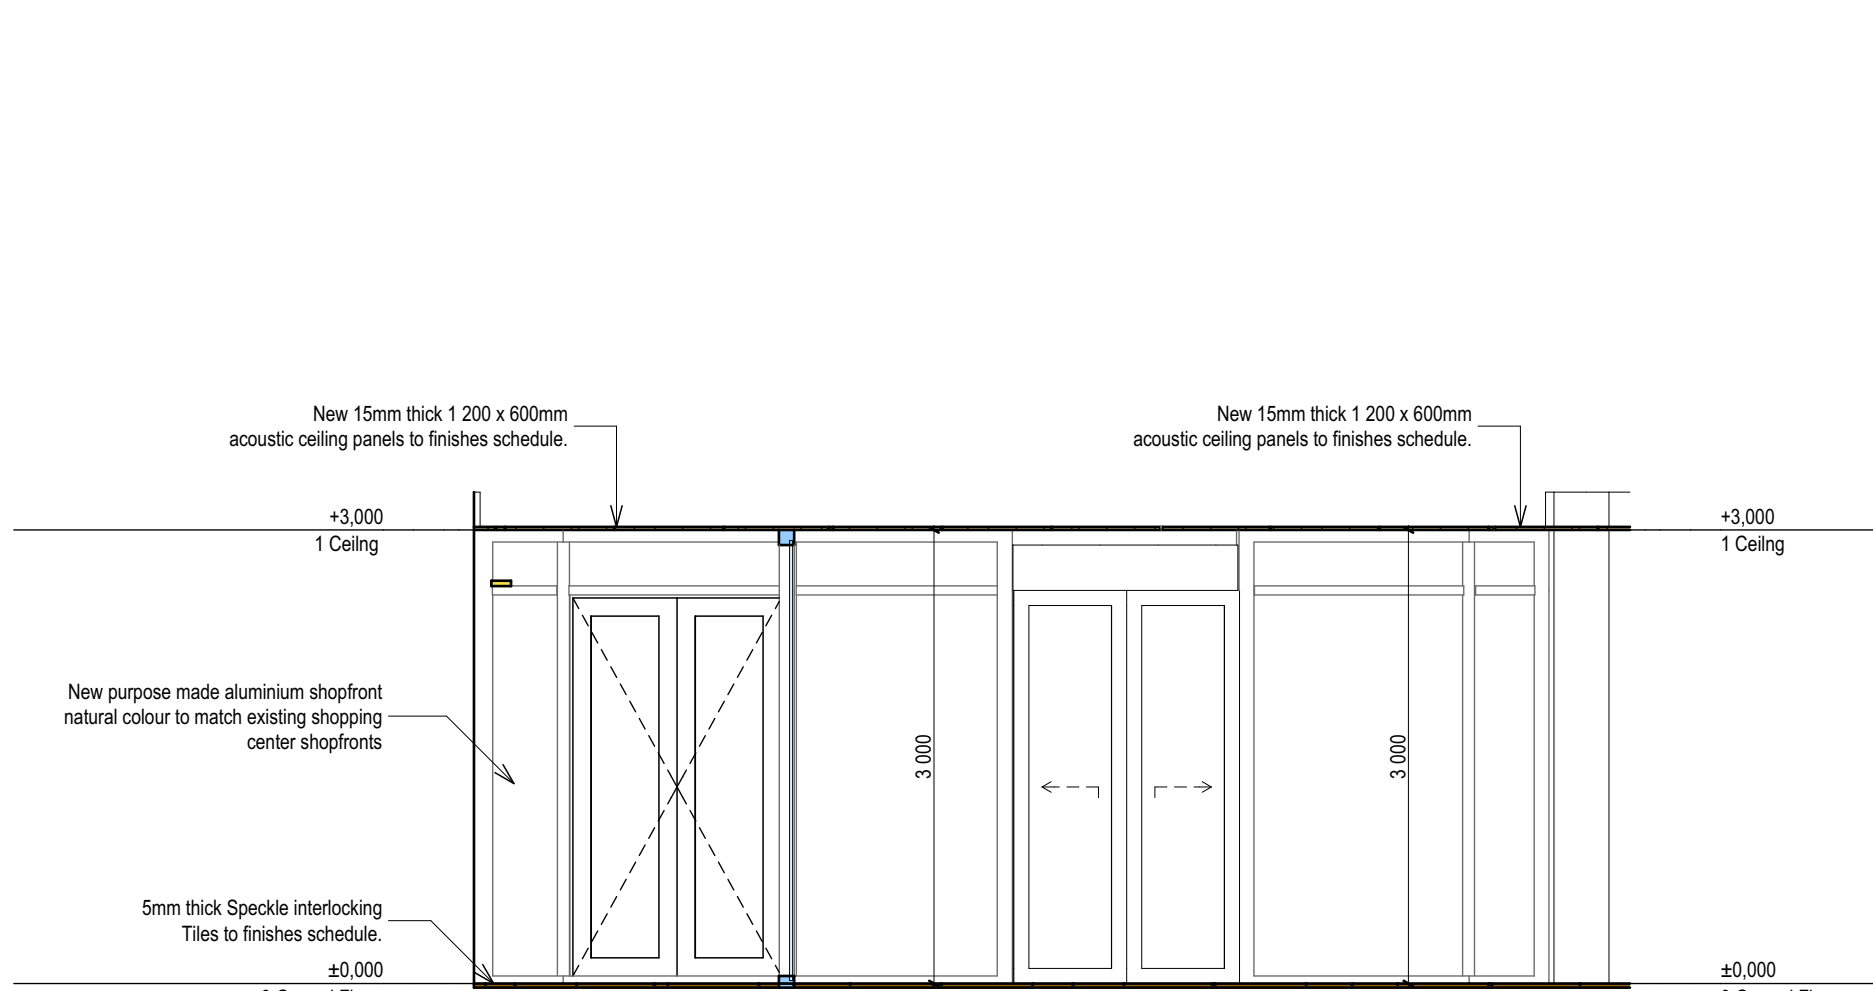 New 15mm thick 1 200 x 600mm
acoustic ceiling panels to finishes schedule.
New 15mm thick 1 200 x 600mm
acoustic ceiling panels to finishes schedule.
+3,000
1 Ceilng
+3,000
1 Ceilng
New purpose made aluminium shopfront
natural colour to match existing shopping
center shopfronts
3 000
3 000
5mm thick Speckle interlocking
Tiles to finishes schedule.
±0,000
±0,000